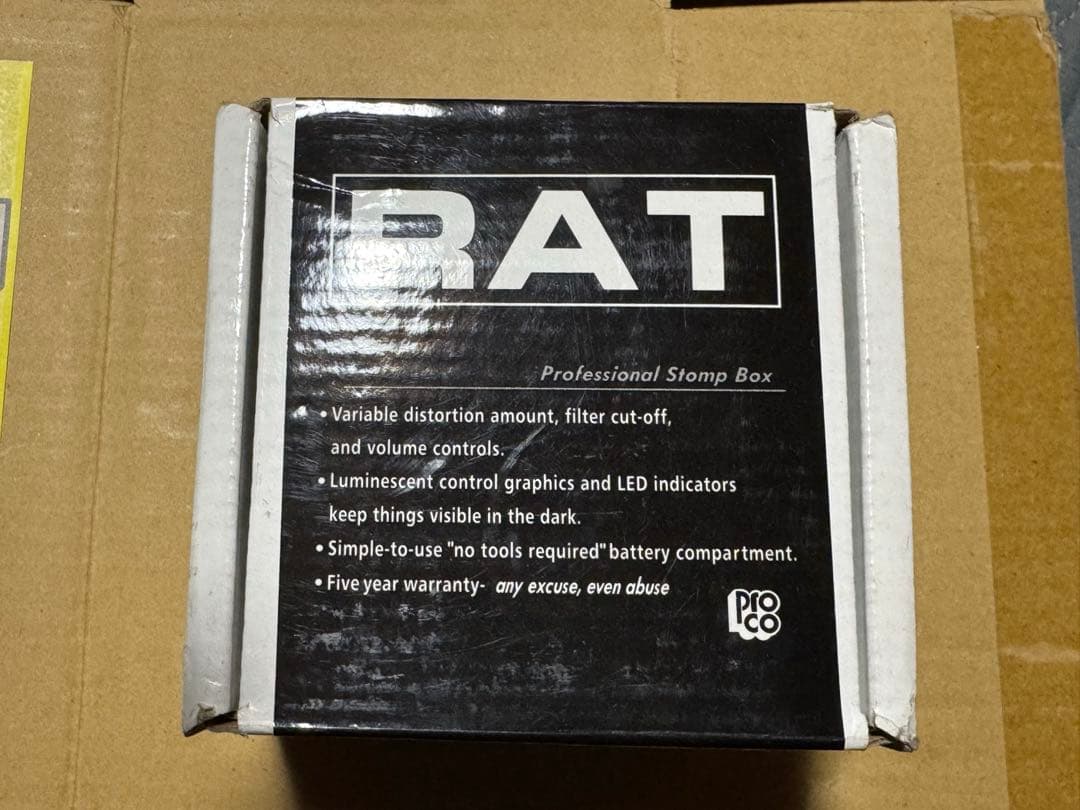 RAT
Professional Stomp Box
• Variable distortion amount, filter cut-off,
and volume controls.
• Luminescent control graphics and LED indicators
keep things visible in the dark.
• Simple-to-use "no tools required" battery compartment.
• Five year warranty- any excuse, even abuse
pro
co